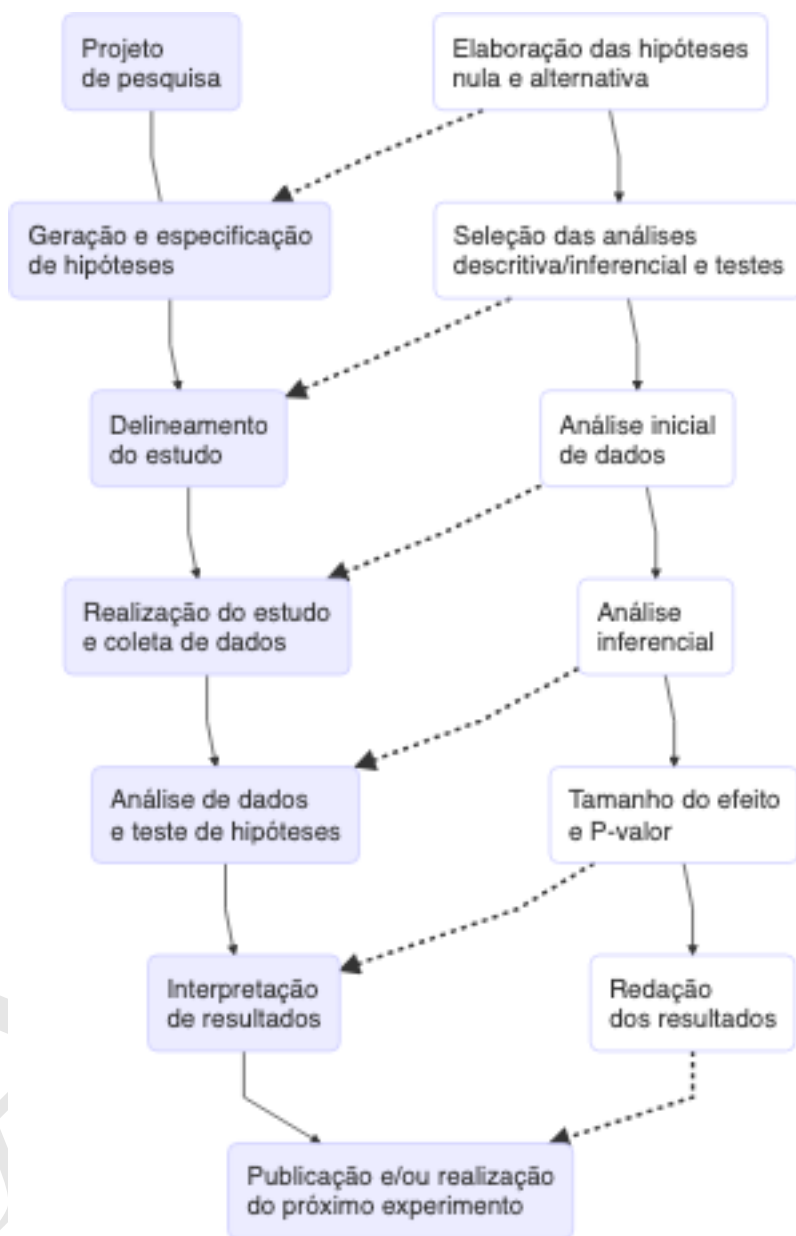 Projeto
de pesquisa
Elaboração das hipóteses
nula e alternativa
Geração e especificação
de hipóteses
Seleção das análises
descritiva/inferencial e testes
Delineamento
do estudo
Análise inicial
de dados
Realização do estudo
e coleta de dados
Análise
inferencial
Análise de dados
e teste de hipóteses
Tamanho do efeito
e P-valor
Interpretação
de resultados
Redação
dos resultados
Publicação e/ou realização
do próximo experimento